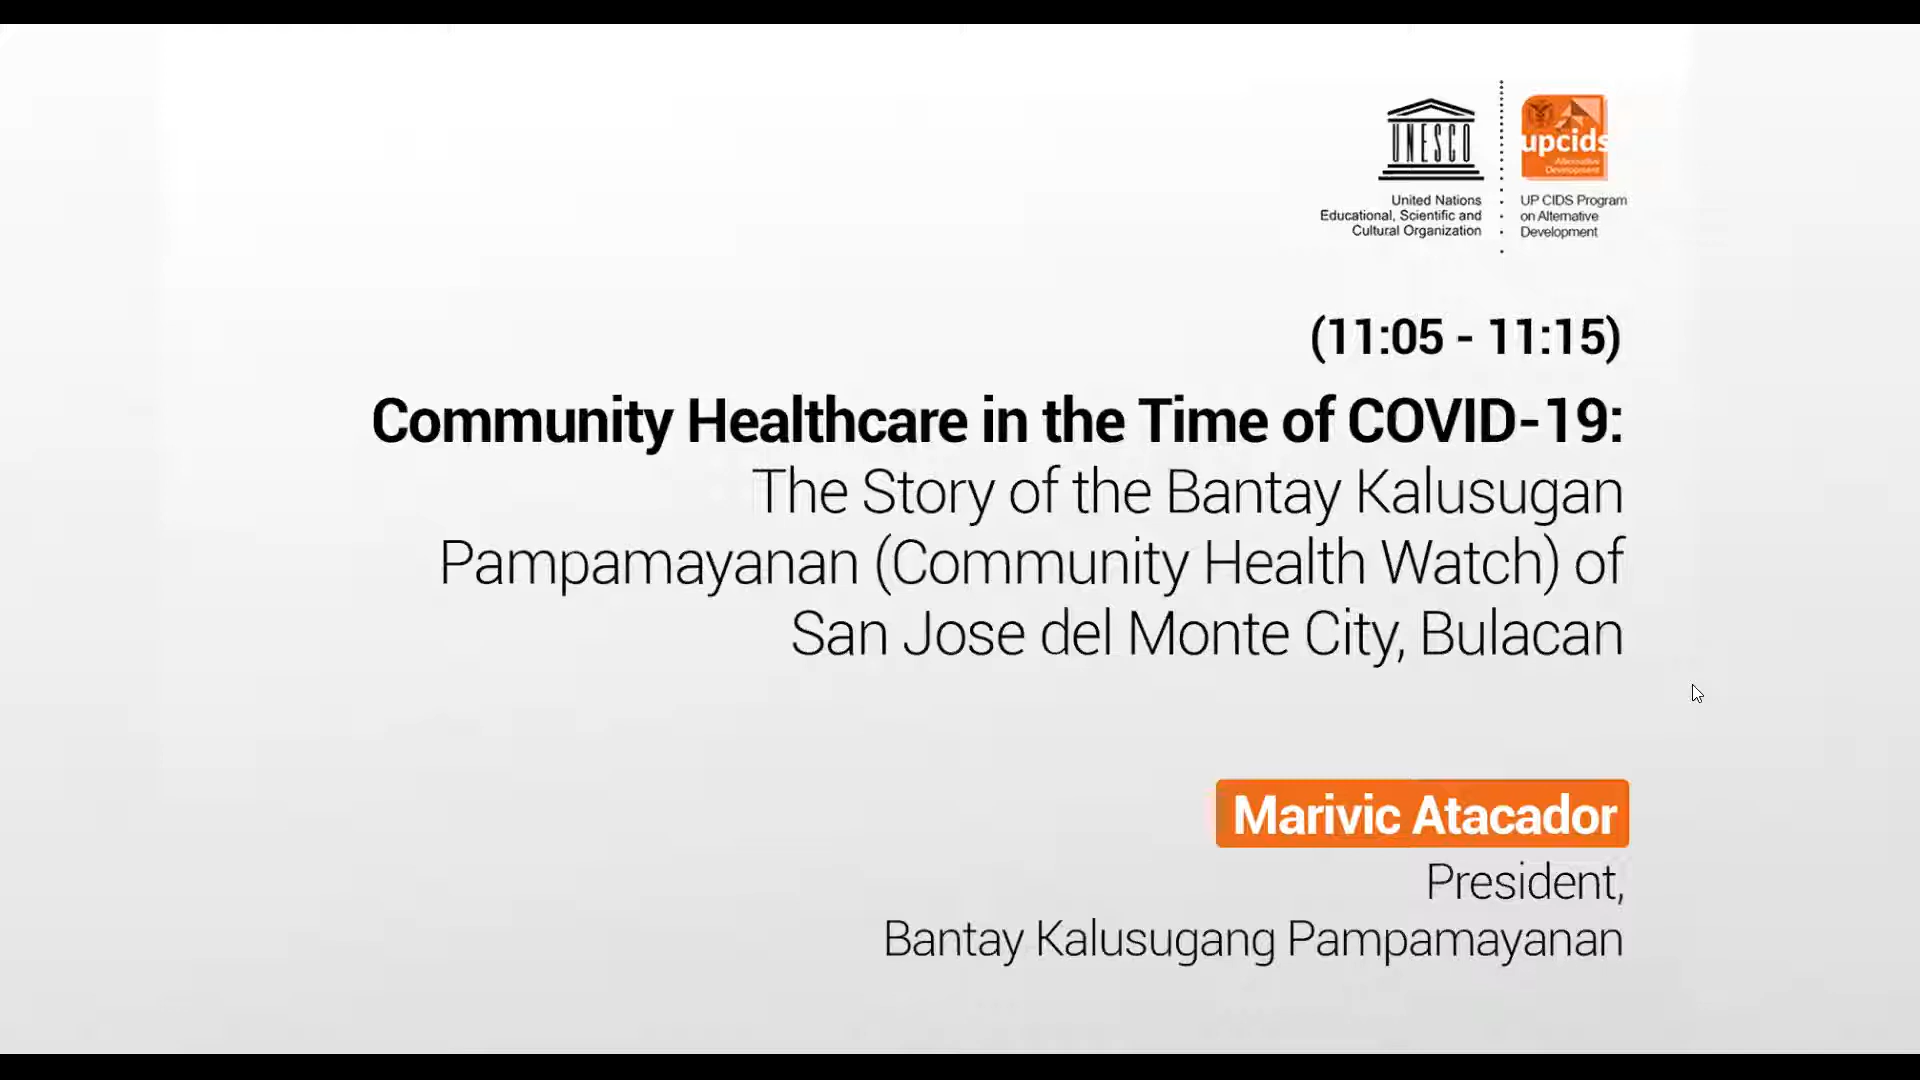 UNESCO
United Nations
Educational, Scientific and
Cultural Organization
upcids
Alternative
Development
UP CIDS Program
on Alternative
Development
(11:05 - 11:15)
Community Healthcare in the Time of COVID-19:
The Story of the Bantay Kalusugan
Pampamayanan (Community Health Watch) of
San Jose del Monte City, Bulacan
Marivic Atacador
President,
Bantay Kalusugang Pampamayanan